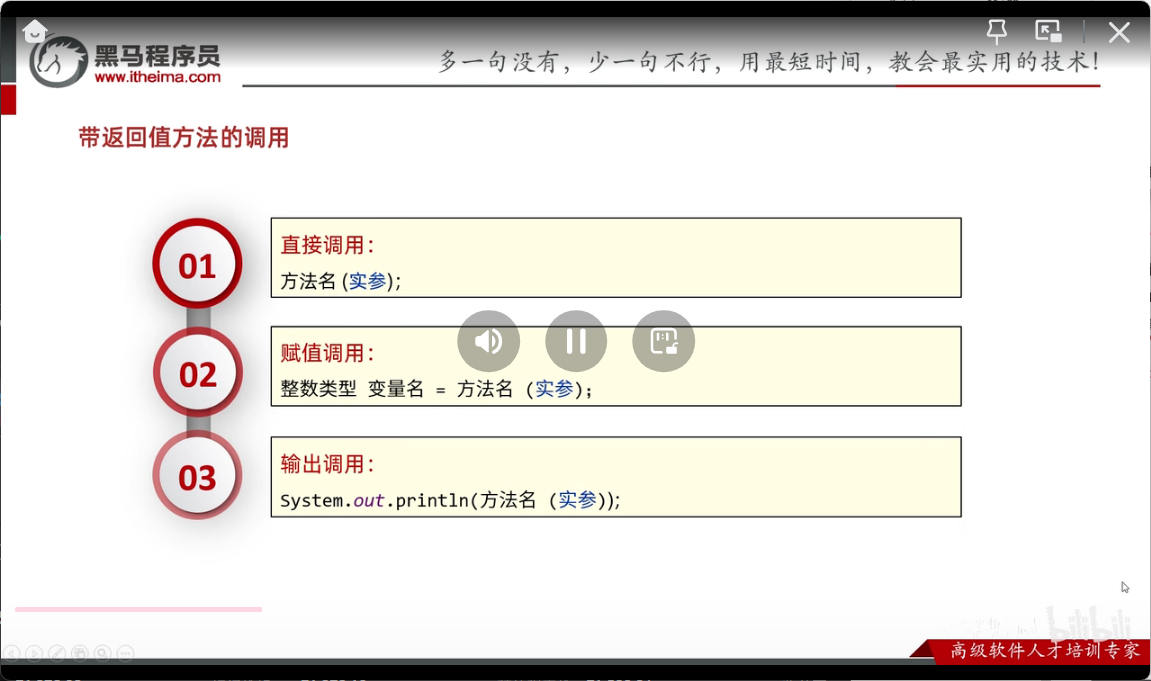 黑马程序员
www.itheima.com
多一句没有，少一句不行，用最短时间，教会最实用的技术！
带返回值方法的调用
01
直接调用：
方法名(实参);
02
赋值调用：
整数类型 变量名 = 方法名 (实参);
03
输出调用：
System.out.println(方法名 (实参));
bilibili
高级软件人才培训专家